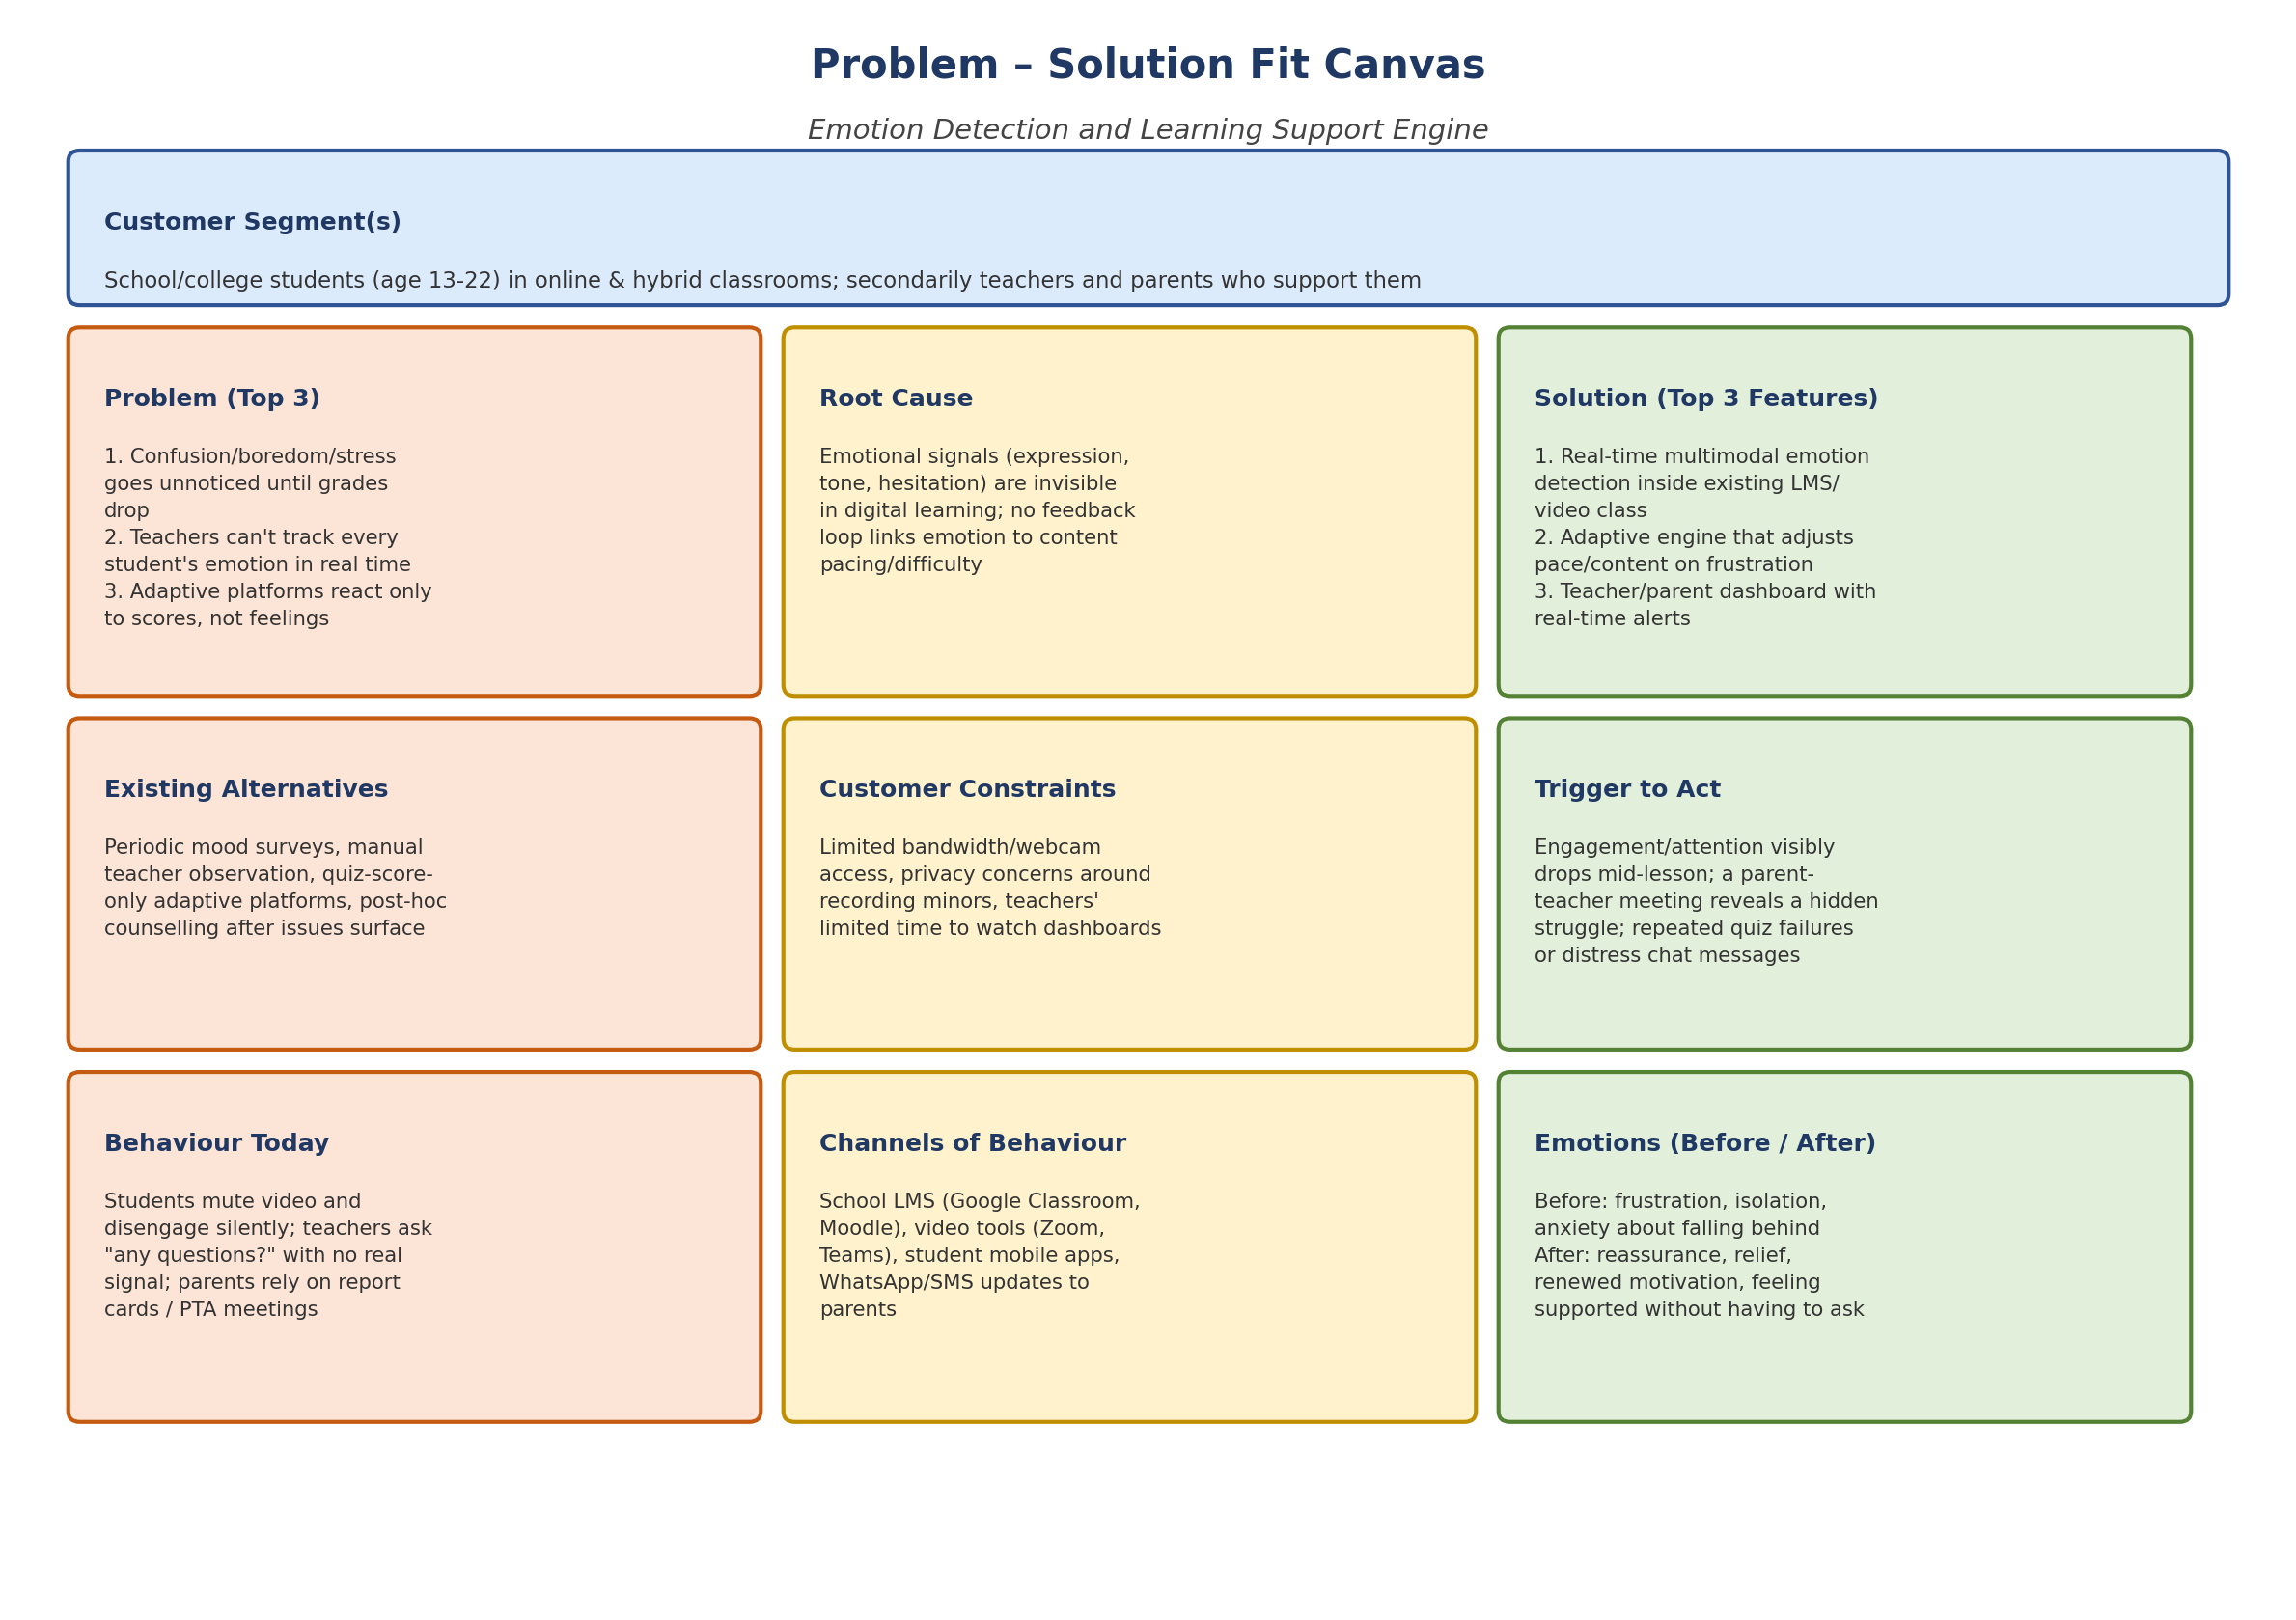 Problem – Solution Fit Canvas
Emotion Detection and Learning Support Engine
Customer Segment(s)
School/college students (age 13-22) in online & hybrid classrooms; secondarily teachers and parents who support them
Problem (Top 3)
1. Confusion/boredom/stress
goes unnoticed until grades
drop
2. Teachers can't track every
student's emotion in real time
3. Adaptive platforms react only
to scores, not feelings
Root Cause
Emotional signals (expression,
tone, hesitation) are invisible
in digital learning; no feedback
loop links emotion to content
pacing/difficulty
Solution (Top 3 Features)
1. Real-time multimodal emotion
detection inside existing LMS/
video class
2. Adaptive engine that adjusts
pace/content on frustration
3. Teacher/parent dashboard with
real-time alerts
Existing Alternatives
Periodic mood surveys, manual
teacher observation, quiz-score-
only adaptive platforms, post-hoc
counselling after issues surface
Customer Constraints
Limited bandwidth/webcam
access, privacy concerns around
recording minors, teachers'
limited time to watch dashboards
Trigger to Act
Engagement/attention visibly
drops mid-lesson; a parent-
teacher meeting reveals a hidden
struggle; repeated quiz failures
or distress chat messages
Behaviour Today
Students mute video and
disengage silently; teachers ask
"any questions?" with no real
signal; parents rely on report
cards / PTA meetings
Channels of Behaviour
School LMS (Google Classroom,
Moodle), video tools (Zoom,
Teams), student mobile apps,
WhatsApp/SMS updates to
parents
Emotions (Before / After)
Before: frustration, isolation,
anxiety about falling behind
After: reassurance, relief,
renewed motivation, feeling
supported without having to ask